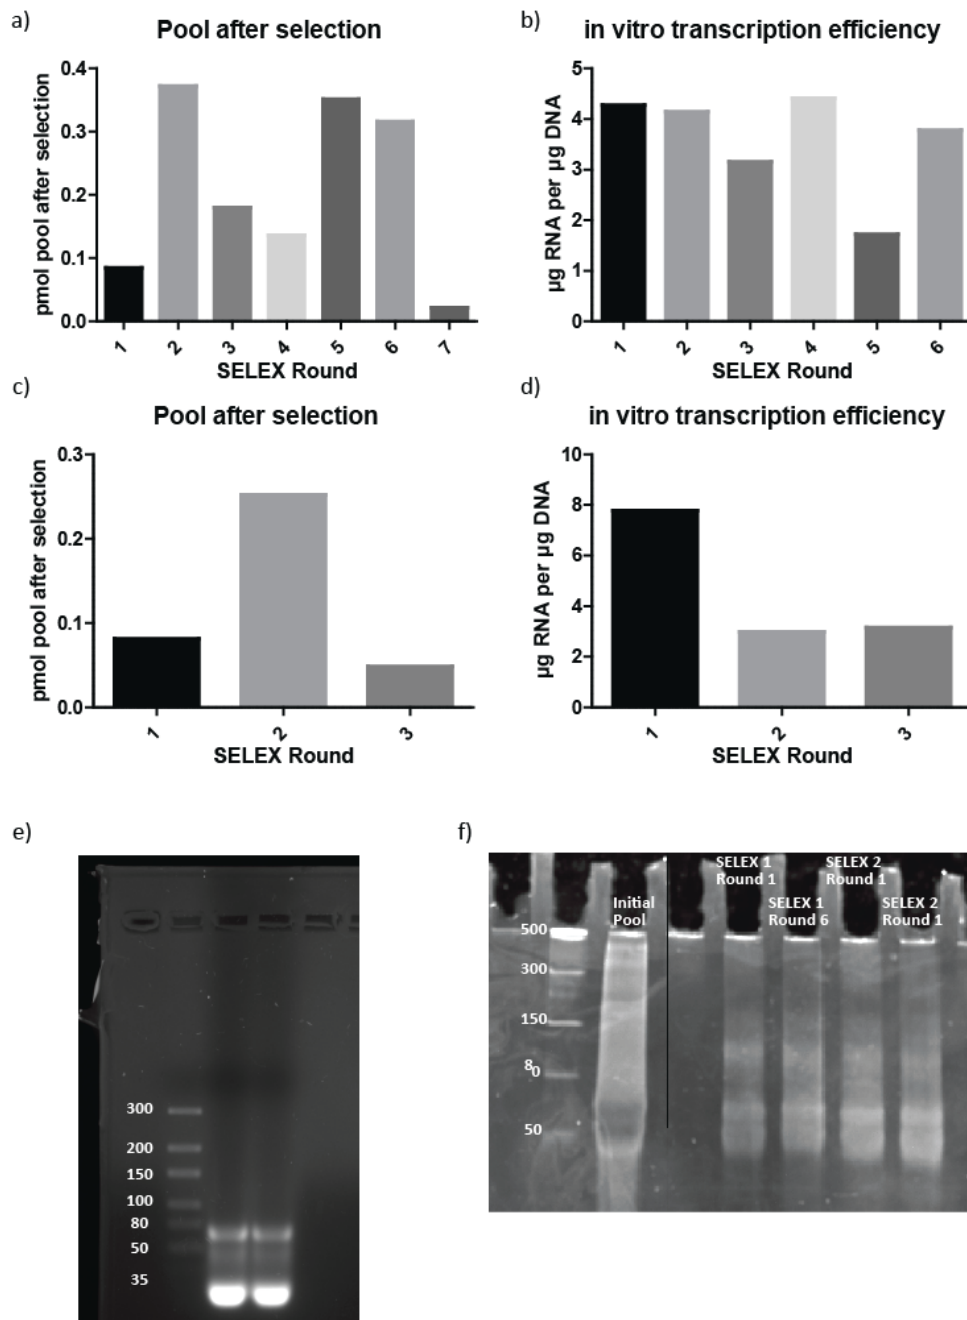 a)
Pool after selection
pmol pool after selection
0.4
0.3
0.2
0.1
0.0
1 2 3 4 5 6 7
SELEX Round
b)
in vitro transcription efficiency
µg RNA per µg DNA
5
4
3
2
1
0
1 2 3 4 5 6
SELEX Round
c)
Pool after selection
pmol pool after selection
0.3
0.2
0.1
0.0
1 2 3
SELEX Round
d)
in vitro transcription efficiency
µg RNA per µg DNA
10
8
6
4
2
0
1 2 3
SELEX Round
e)
300
200
150
100
80
50
35
f)
Initial
Pool
SELEX 1
Round 1
SELEX 1
Round 6
SELEX 2
Round 1
SELEX 2
Round 1
500
300
150
80
50